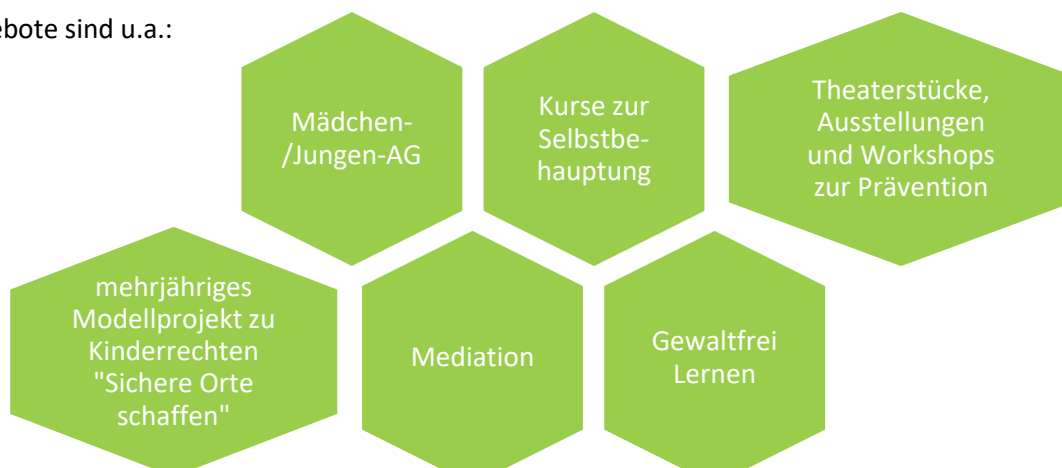 sind u.a.:
Mädchen-
/Jungen-AG
Kurse zur
Selbstbe-
hauptung
Theaterstücke,
Ausstellungen
und Workshops
zur Prävention
mehrjähriges
Modellprojekt zu
Kinderrechten
"Sichere Orte
schaffen"
Mediation
Gewaltfrei
Lernen